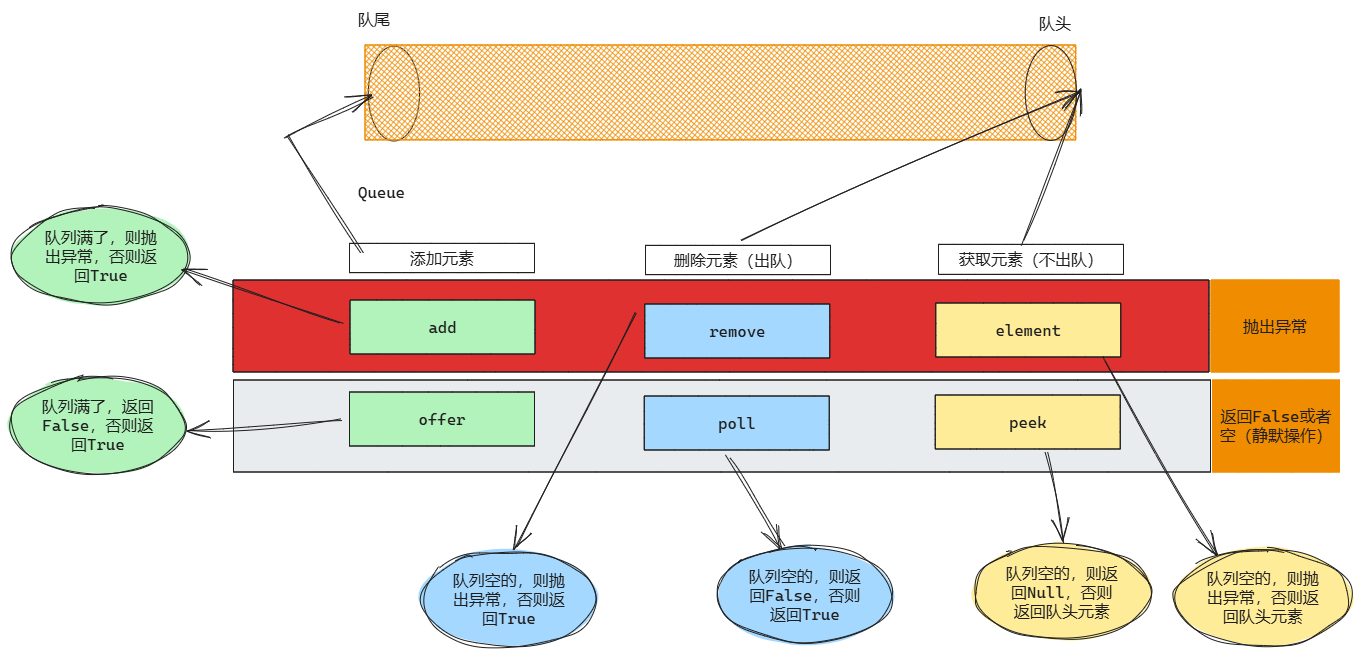 队尾
队头
Queue
队列满了，则抛
出异常，否则返
回True
添加元素
删除元素（出队）
获取元素（不出队）
add
remove
element
抛出异常
队列满了，返回
False，否则返
回True
offer
poll
peek
返回False或者
空（静默操作）
队列空的，则抛
出异常，否则返
回True
队列空的，则返
回False，否则
返回True
队列空的，则返
回Null，否则
返回队头元素
队列空的，则抛
出异常，否则返
回队头元素